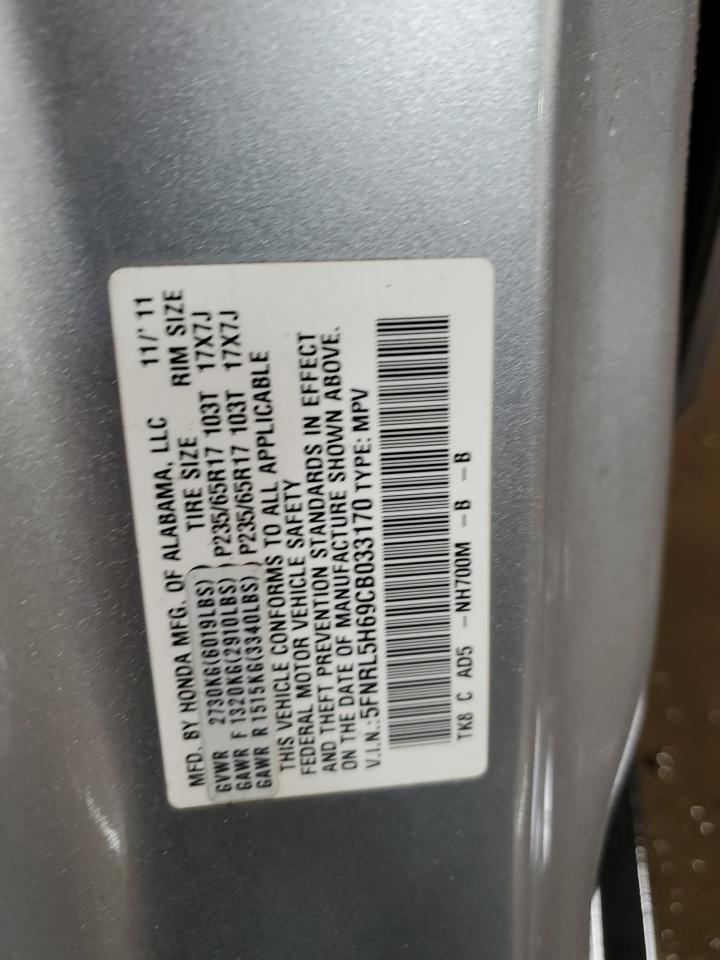 MFD. BY HONDA MFG. OF ALABAMA, LLC 11/' 11
TIRE SIZE RIM SIZE
GVWR 2730KG(6019LBS)
GAWR F 1320KG(2910LBS) P235/65R17 103T 17X7J
GAWR R 1515KG(3340LBS) P235/65R17 103T 17X7J
THIS VEHICLE CONFORMS TO ALL APPLICABLE
FEDERAL MOTOR VEHICLE SAFETY
AND THEFT PREVENTION STANDARDS IN EFFECT
ON THE DATE OF MANUFACTURE SHOWN ABOVE.
V.I.N.:5FNRL5H69CB033170 TYPE: MPV
TK8 C AD5 -NH700M -B -B